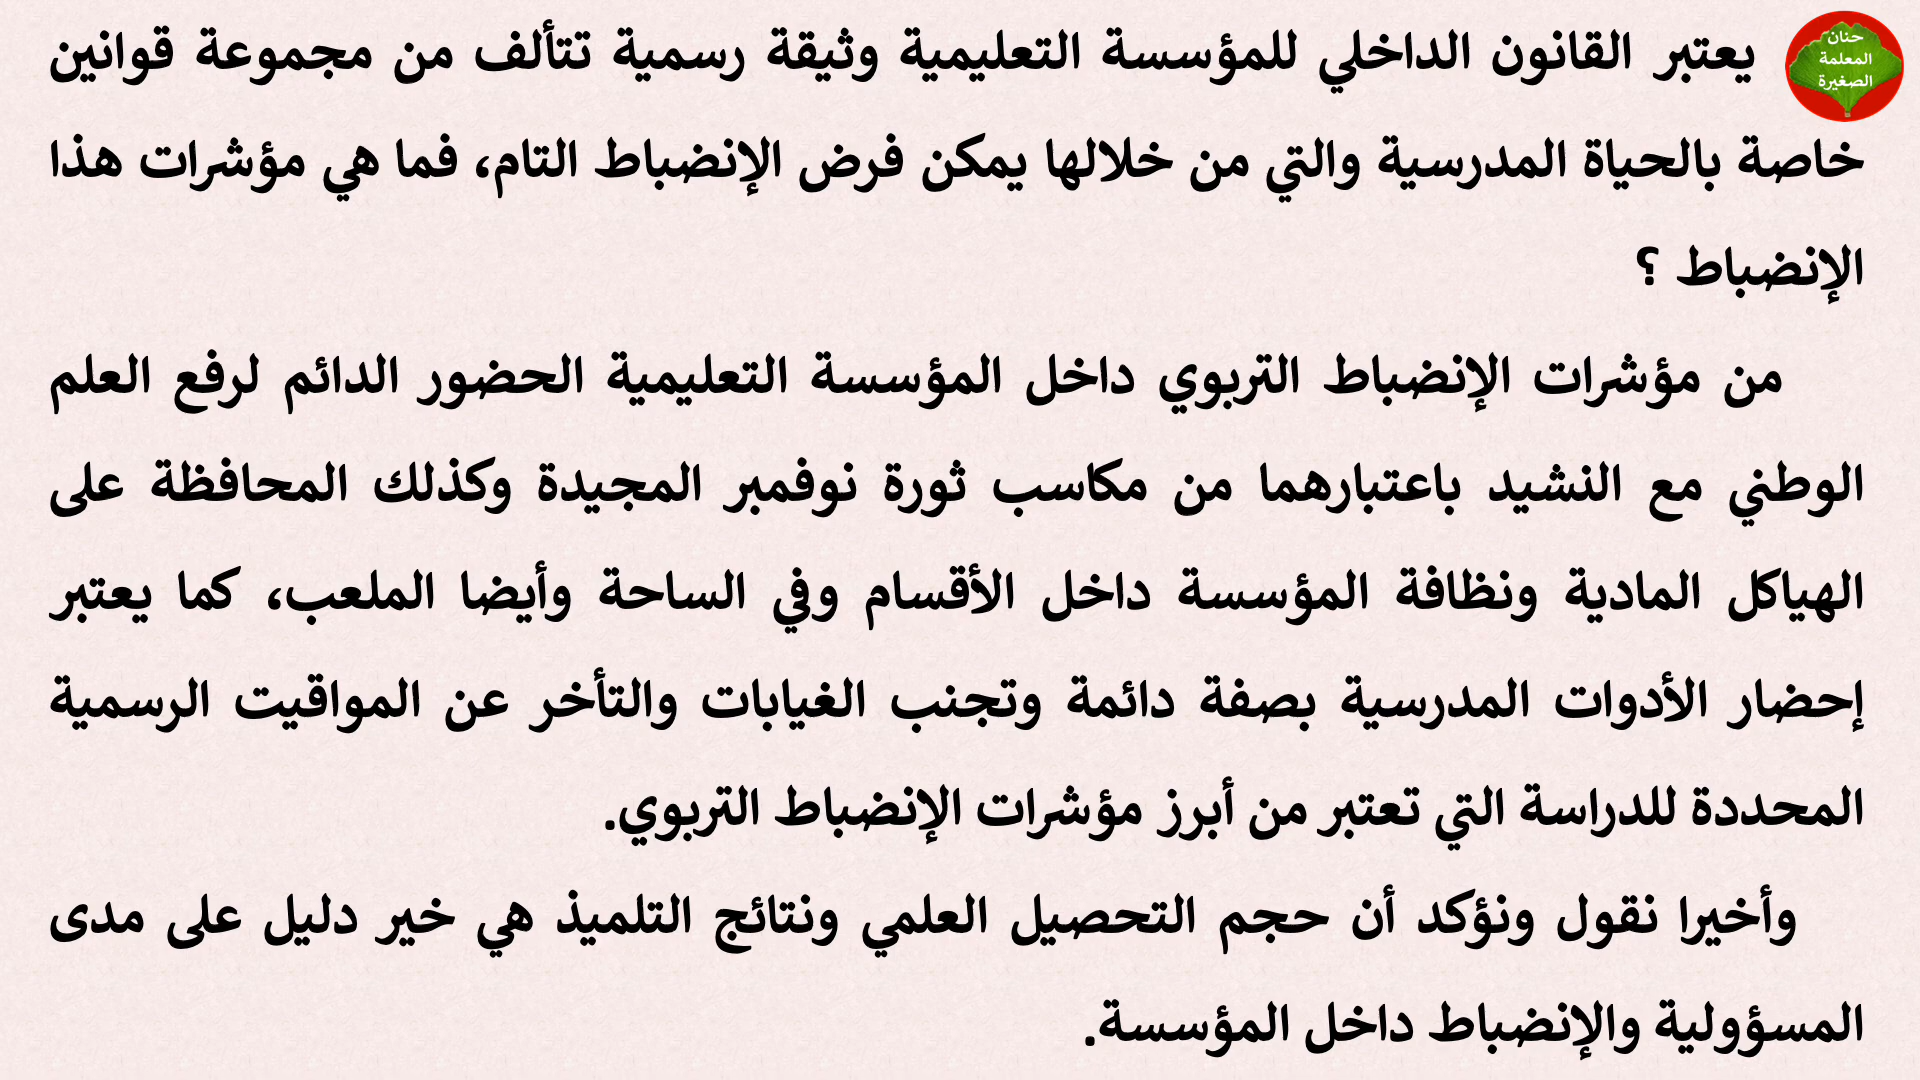 حنان
المعلمة
الصغيرة
يعتبر القانون الداخلي للمؤسسة التعليمية وثيقة رسمية تتألف من مجموعة قوانين
خاصة بالحياة المدرسية والتي من خلالها يمكن فرض الإنضباط التام، فما هي مؤشرات هذا
الإنضباط ؟
من مؤشرات الإنضباط التربوي داخل المؤسسة التعليمية الحضور الدائم لرفع العلم
الوطني مع النشيد باعتبارهما من مكاسب ثورة نوفمبر المجيدة وكذلك المحافظة على
الهياكل المادية ونظافة المؤسسة داخل الأقسام وفي الساحة وأيضا الملعب، كما يعتبر
إحضار الأدوات المدرسية بصفة دائمة وتجنب الغيابات والتأخر عن المواقيت الرسمية
المحددة للدراسة التي تعتبر من أبرز مؤشرات الإنضباط التربوي.
وأخيرا نقول ونؤكد أن حجم التحصيل العلمي ونتائج التلميذ هي خير دليل على مدى
المسؤولية والإنضباط داخل المؤسسة.